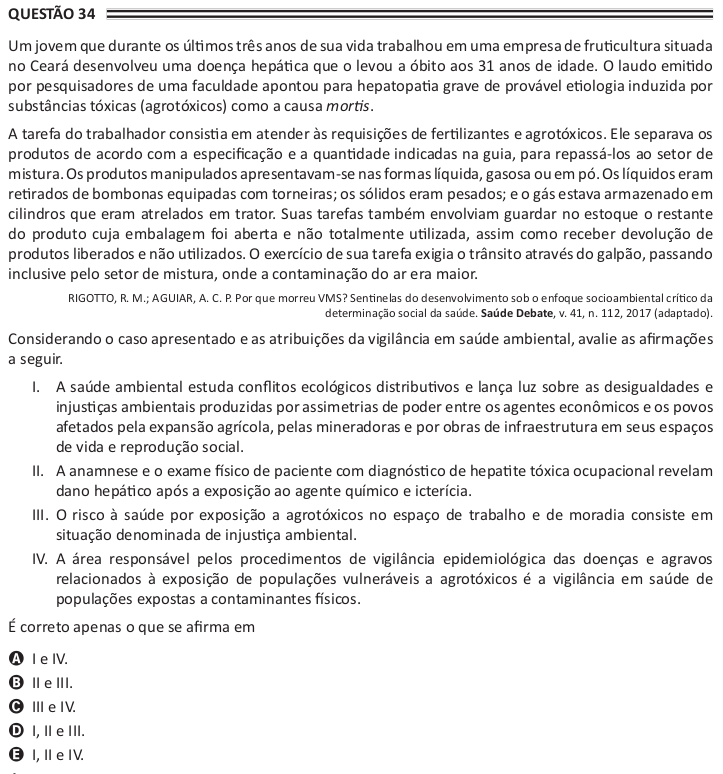 QUESTÃO 34
Um jovem que durante os últimos três anos de sua vida trabalhou em uma empresa de fruticultura situada
no Ceará desenvolveu uma doença hepática que o levou a óbito aos 31 anos de idade. O laudo emitido
por pesquisadores de uma faculdade apontou para hepatopatia grave de provável etiologia induzida por
substâncias tóxicas (agrotóxicos) como a causa mortis.
A tarefa do trabalhador consistia em atender às requisições de fertilizantes e agrotóxicos. Ele separava os
produtos de acordo com a especificação e a quantidade indicadas na guia, para repassá-los ao setor de
mistura. Os produtos manipulados apresentavam-se nas formas líquida, gasosa ou em pó. Os líquidos eram
retirados de bombonas equipadas com torneiras; os sólidos eram pesados; e o gás estava armazenado em
cilindros que eram atrelados em trator. Suas tarefas também envolviam guardar no estoque o restante
do produto cuja embalagem foi aberta e não totalmente utilizada, assim como receber devolução de
produtos liberados e não utilizados. O exercício de sua tarefa exigia o trânsito através do galpão, passando
inclusive pelo setor de mistura, onde a contaminação do ar era maior.
RIGOTTO, R. M.; AGUIAR, A. C. P. Por que morreu VMS? Sentinelas do desenvolvimento sob o enfoque socioambiental crítico da
determinação social da saúde. Saúde Debate, v. 41, n. 112, 2017 (adaptado).
Considerando o caso apresentado e as atribuições da vigilância em saúde ambiental, avalie as afirmações
a seguir.
I. A saúde ambiental estuda conflitos ecológicos distributivos e lança luz sobre as desigualdades e
injustiças ambientais produzidas por assimetrias de poder entre os agentes econômicos e os povos
afetados pela expansão agrícola, pelas mineradoras e por obras de infraestrutura em seus espaços
de vida e reprodução social.
II. A anamnese e o exame físico de paciente com diagnóstico de hepatite tóxica ocupacional revelam
dano hepático após a exposição ao agente químico e icterícia.
III. O risco à saúde por exposição a agrotóxicos no espaço de trabalho e de moradia consiste em
situação denominada de injustiça ambiental.
IV. A área responsável pelos procedimentos de vigilância epidemiológica das doenças e agravos
relacionados à exposição de populações vulneráveis a agrotóxicos é a vigilância em saúde de
populações expostas a contaminantes físicos.
É correto apenas o que se afirma em
A I e IV.
B II e III.
C III e IV.
D I, II e III.
E I, II e IV.